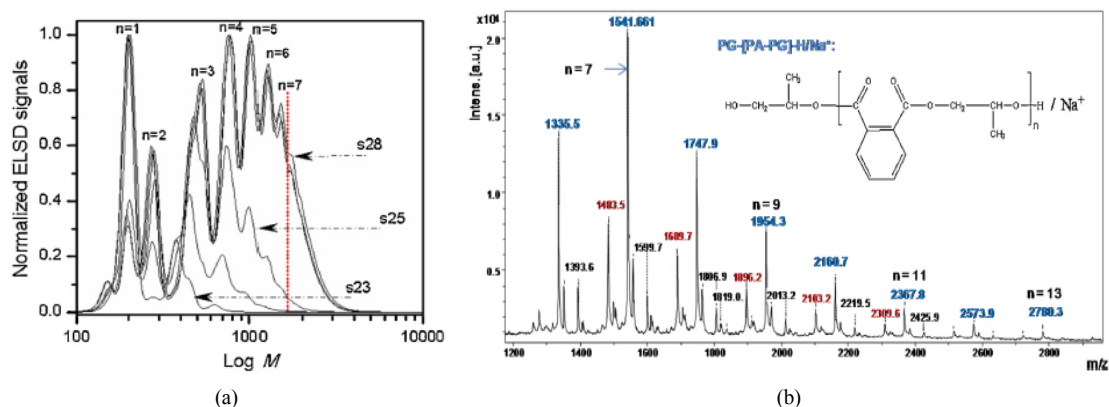 Normalized ELSD signals
1.0
0.8
0.6
0.4
0.2
0.0
n=1
n=2
n=3
n=4
n=5
n=6
n=7
s28
s25
s23
100
1000
10000
Log M
(a)
x10⁴
2.0
1.5
1.0
0.5
Intens. [a.u.]
1541.661
PG-[PA-PG]-H/Na⁺:
n = 7
CH₃
O
O
HO
CH₂
CH
O
O
CH₂
CH
O
H / Na⁺
CH₃
n
1335.5
1747.9
n = 9
1954.3
1483.5
1599.7
1689.7
1393.6
1806.9
1819.0
1896.2
2013.2
2103.2
2160.7
2219.5
2309.6
n = 11
2367.8
2425.9
2573.9
n = 13
2780.3
1200
1400
1600
1800
2000
2200
2400
2600
2800
m/z
(b)